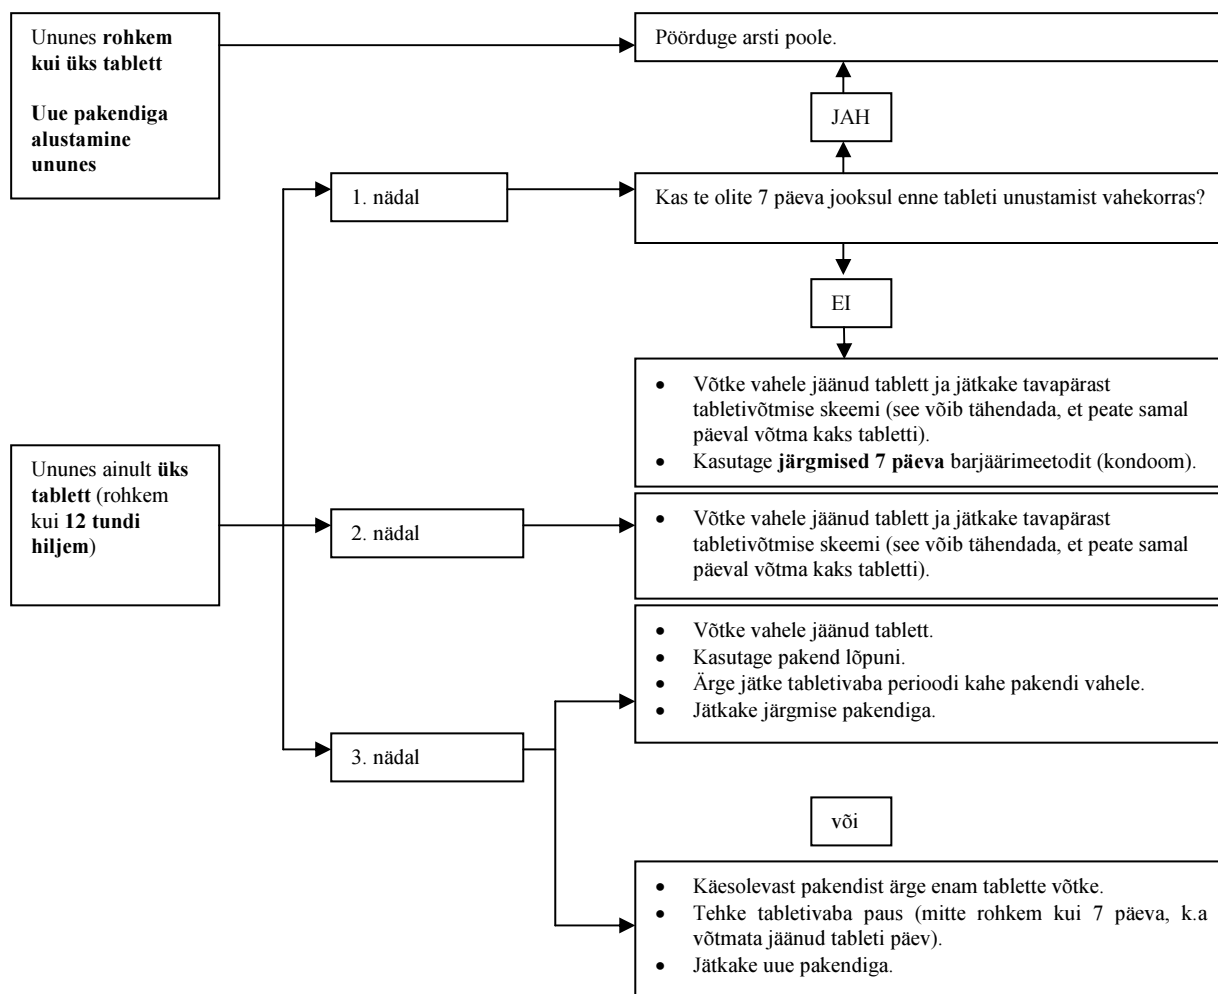 Ununes rohkem
kui üks tablett
Uue pakendiga
alustamine
ununes
Pöörduge arsti poole.
JAH
1. nädal
Kas te olite 7 päeva jooksul enne tableti unustamist vahekorras?
EI
• Võtke vahele jäänud tablett ja jätkake tavapärast
tabletivõtmise skeemi (see võib tähendada, et peate samal
päeval võtma kaks tabletti).
• Kasutage järgmised 7 päeva barjäärimeetodit (kondoom).
Ununes ainult üks
tablett (rohkem
kui 12 tundi
hiljem)
2. nädal
• Võtke vahele jäänud tablett ja jätkake tavapärast
tabletivõtmise skeemi (see võib tähendada, et peate samal
päeval võtma kaks tabletti).
3. nädal
• Võtke vahele jäänud tablett.
• Kasutage pakend lõpuni.
• Ärge jätke tabletivaba perioodi kahe pakendi vahele.
• Jätkake järgmise pakendiga.
või
• Käesolevast pakendist ärge enam tablette võtke.
• Tehke tabletivaba paus (mitte rohkem kui 7 päeva, k.a
võtmata jäänud tableti päev).
• Jätkake uue pakendiga.